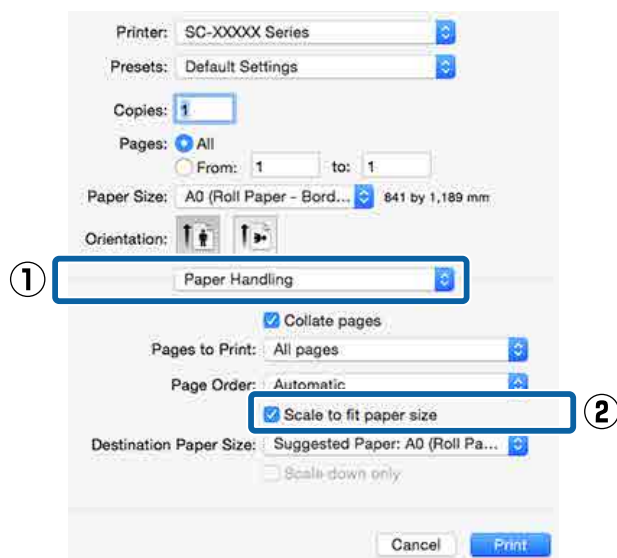 Printer: SC-XXXXX Series
Presets: Default Settings
Copies: 1
Pages: All
From: 1 to: 1
Paper Size: A0 (Roll Paper - Bord... 841 by 1,189 mm
Orientation:
① Paper Handling
Collate pages
Pages to Print: All pages
Page Order: Automatic
Scale to fit paper size ②
Destination Paper Size: Suggested Paper: A0 (Roll Pa...
Scale down only
Cancel Print